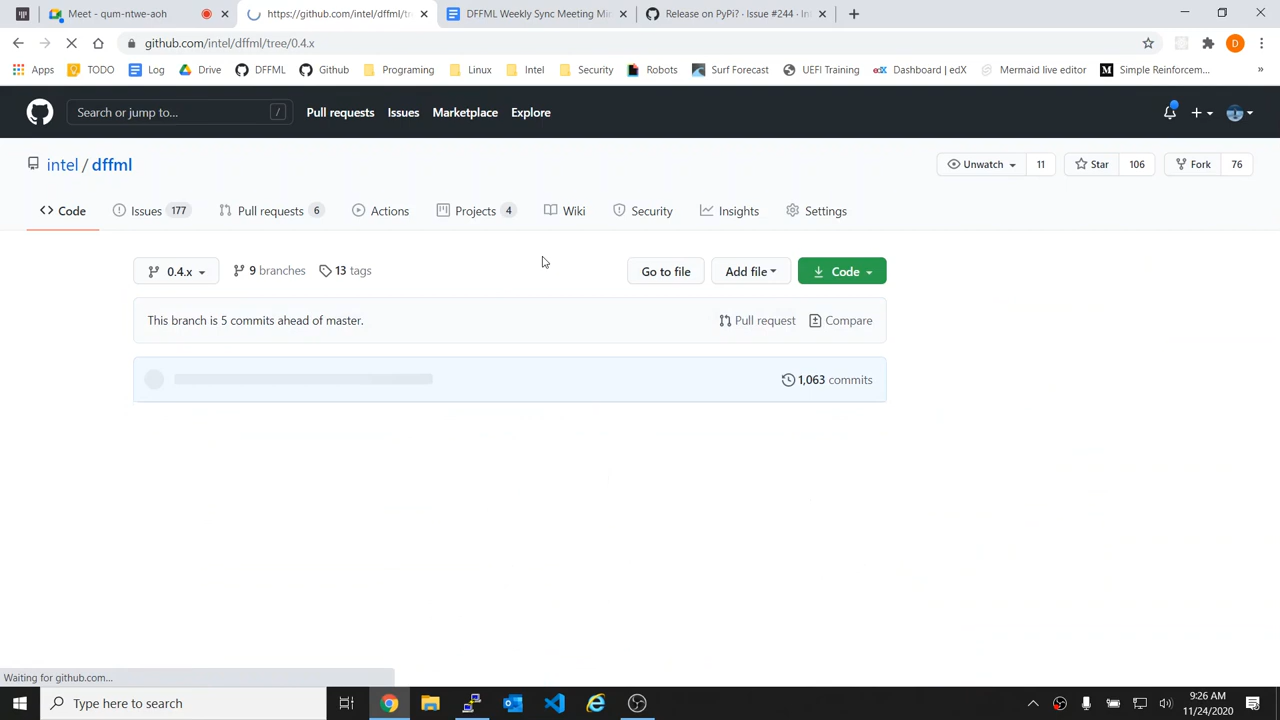 Meet - qum-ntwe-aoh
https://github.com/intel/dffml/tr
DFFML Weekly Sync Meeting Mi
Release on PyPi? · Issue #244 · In
github.com/intel/dffml/tree/0.4.x
D
Apps
TODO
Log
Drive
DFFML
Github
Programing
Linux
Intel
Security
Robots
Surf Forecast
UEFI Training
edX
Dashboard | edX
Mermaid live editor
M
Simple Reinforcem...
»
Search or jump to...
/
Pull requests
Issues
Marketplace
Explore
intel / dffml
Unwatch
11
Star
106
Fork
76
Code
Issues 177
Pull requests 6
Actions
Projects 4
Wiki
Security
Insights
Settings
0.4.x
9 branches
13 tags
Go to file
Add file
Code
This branch is 5 commits ahead of master.
Pull request
Compare
1,063 commits
Waiting for github.com...
Type here to search
9:26 AM
11/24/2020